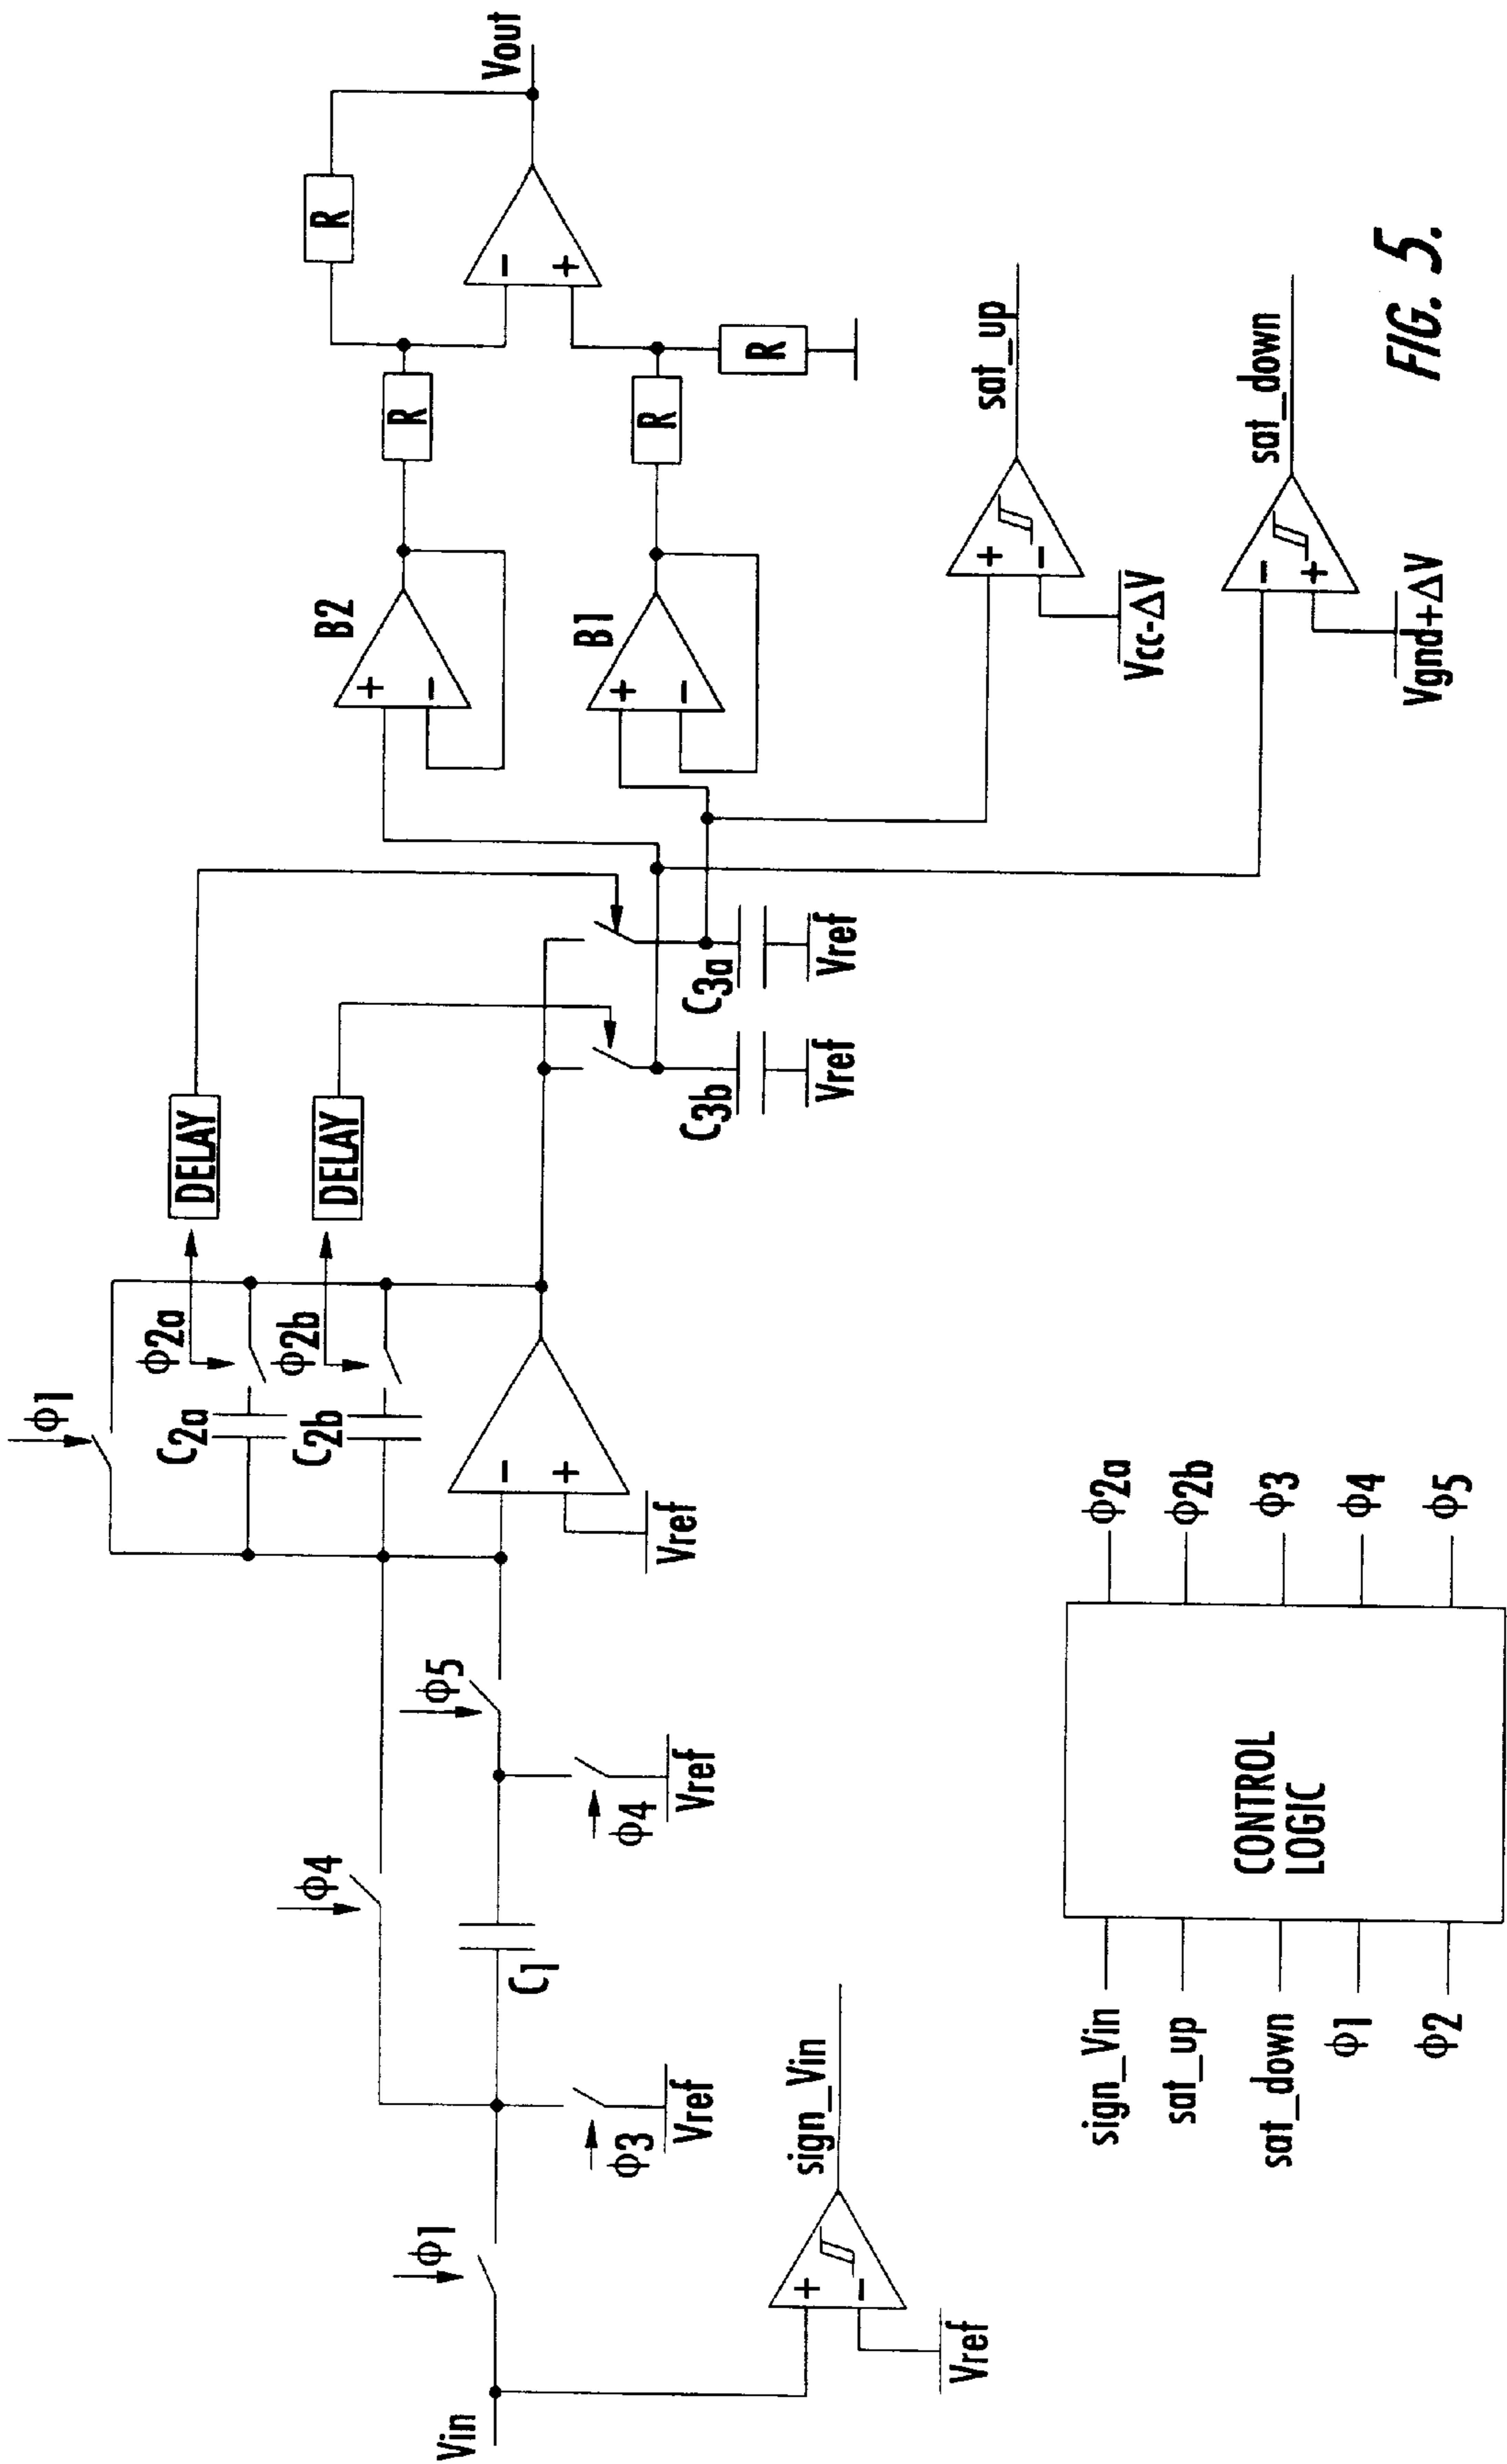 ϕ1
ϕ2a
DELAY
R
Vout
C2a
ϕ2b
DELAY
B2
R
ϕ4
C2b
-
+
+
-
-
+
ϕ1
ϕ5
Vref
C1
ϕ4
Vref
C3b
Vref
C3a
Vref
B1
+
-
R
R
Vin
ϕ3
Vref
+
-
sign_Vin
Vref
+
-
sat_up
Vcc-ΔV
-
+
sat_down
Vgnd+ΔV
sign_Vin
sat_up
sat_down
ϕ1
ϕ2
CONTROL
LOGIC
ϕ2a
ϕ2b
ϕ3
ϕ4
ϕ5
FIG. 5.